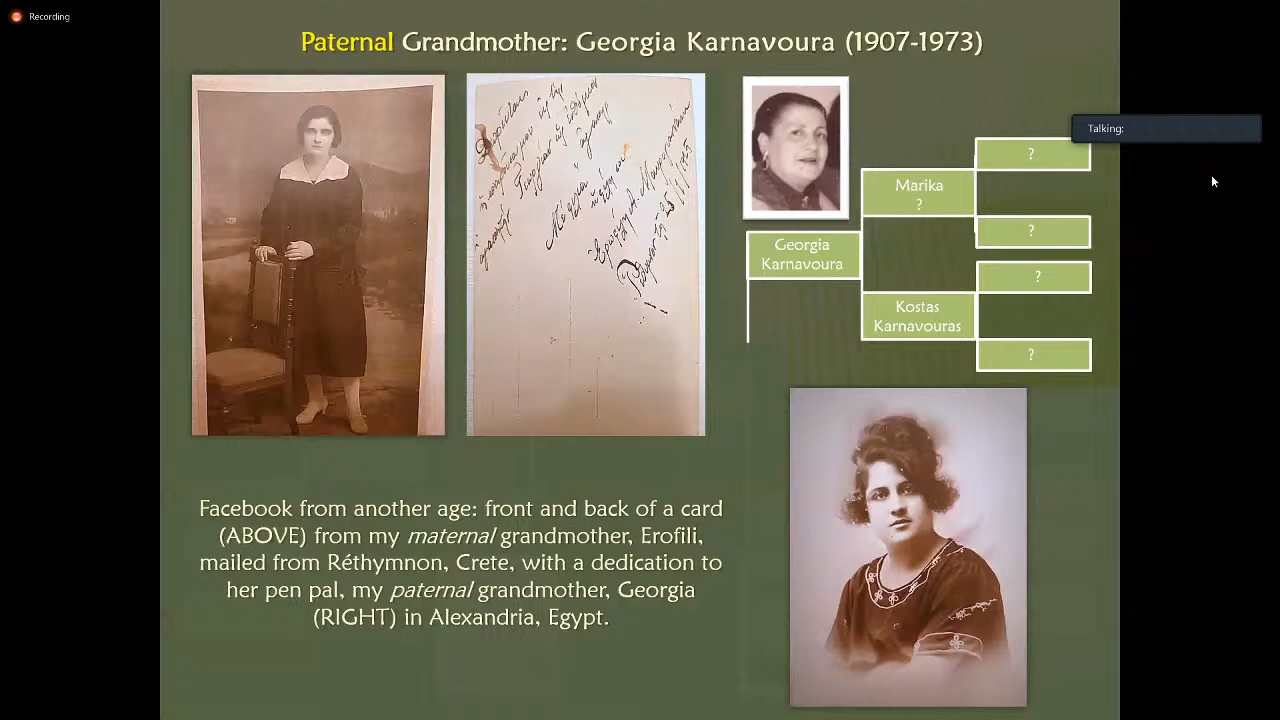 Recording
Paternal Grandmother: Georgia Karnavoura (1907-1973)
Talking:
?
Marika
?
?
Georgia
Karnavoura
?
Kostas
Karnavouras
?
Facebook from another age: front and back of a card
(ABOVE) from my maternal grandmother, Erofili,
mailed from Réthymnon, Crete, with a dedication to
her pen pal, my paternal grandmother, Georgia
(RIGHT) in Alexandria, Egypt.